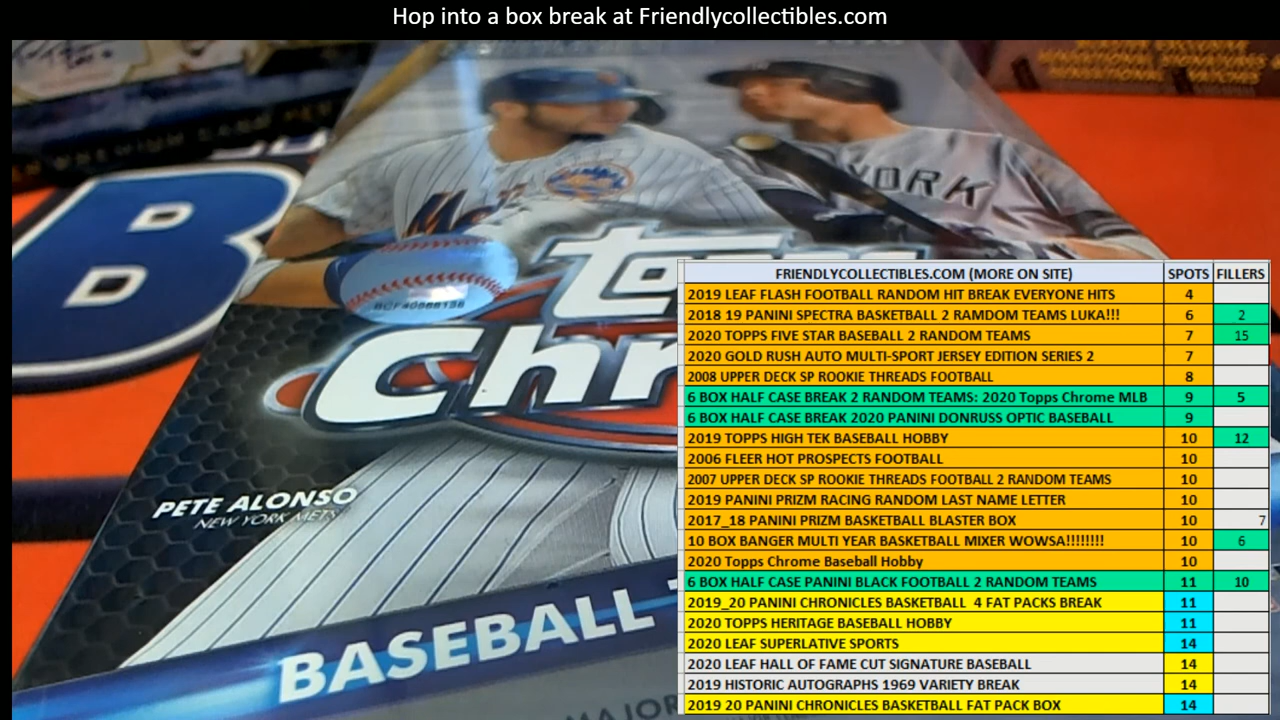 Hop into a box break at Friendlycollectibles.com
B
Mets
YORK
topps
Chr
PETE ALONSO
NEW YORK METS
BASEBALL
MAJOR
FRIENDLYCOLLECTIBLES.COM (MORE ON SITE) SPOTS FILLERS
2019 LEAF FLASH FOOTBALL RANDOM HIT BREAK EVERYONE HITS 4
2018 19 PANINI SPECTRA BASKETBALL 2 RAMDOM TEAMS LUKA!!! 6 2
2020 TOPPS FIVE STAR BASEBALL 2 RANDOM TEAMS 7 15
2020 GOLD RUSH AUTO MULTI-SPORT JERSEY EDITION SERIES 2 7
2008 UPPER DECK SP ROOKIE THREADS FOOTBALL 8
6 BOX HALF CASE BREAK 2 RANDOM TEAMS: 2020 Topps Chrome MLB 9 5
6 BOX HALF CASE BREAK 2020 PANINI DONRUSS OPTIC BASEBALL 9
2019 TOPPS HIGH TEK BASEBALL HOBBY 10 12
2006 FLEER HOT PROSPECTS FOOTBALL 10
2007 UPPER DECK SP ROOKIE THREADS FOOTBALL 2 RANDOM TEAMS 10
2019 PANINI PRIZM RACING RANDOM LAST NAME LETTER 10
2017_18 PANINI PRIZM BASKETBALL BLASTER BOX 10 7
10 BOX BANGER MULTI YEAR BASKETBALL MIXER WOWSA!!!!!!!! 10 6
2020 Topps Chrome Baseball Hobby 10
6 BOX HALF CASE PANINI BLACK FOOTBALL 2 RANDOM TEAMS 11 10
2019_20 PANINI CHRONICLES BASKETBALL 4 FAT PACKS BREAK 11
2020 TOPPS HERITAGE BASEBALL HOBBY 11
2020 LEAF SUPERLATIVE SPORTS 14
2020 LEAF HALL OF FAME CUT SIGNATURE BASEBALL 14
2019 HISTORIC AUTOGRAPHS 1969 VARIETY BREAK 14
2019 20 PANINI CHRONICLES BASKETBALL FAT PACK BOX 14